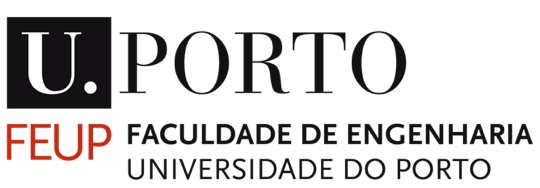 U. PORTO
FEUP FACULDADE DE ENGENHARIA
UNIVERSIDADE DO PORTO